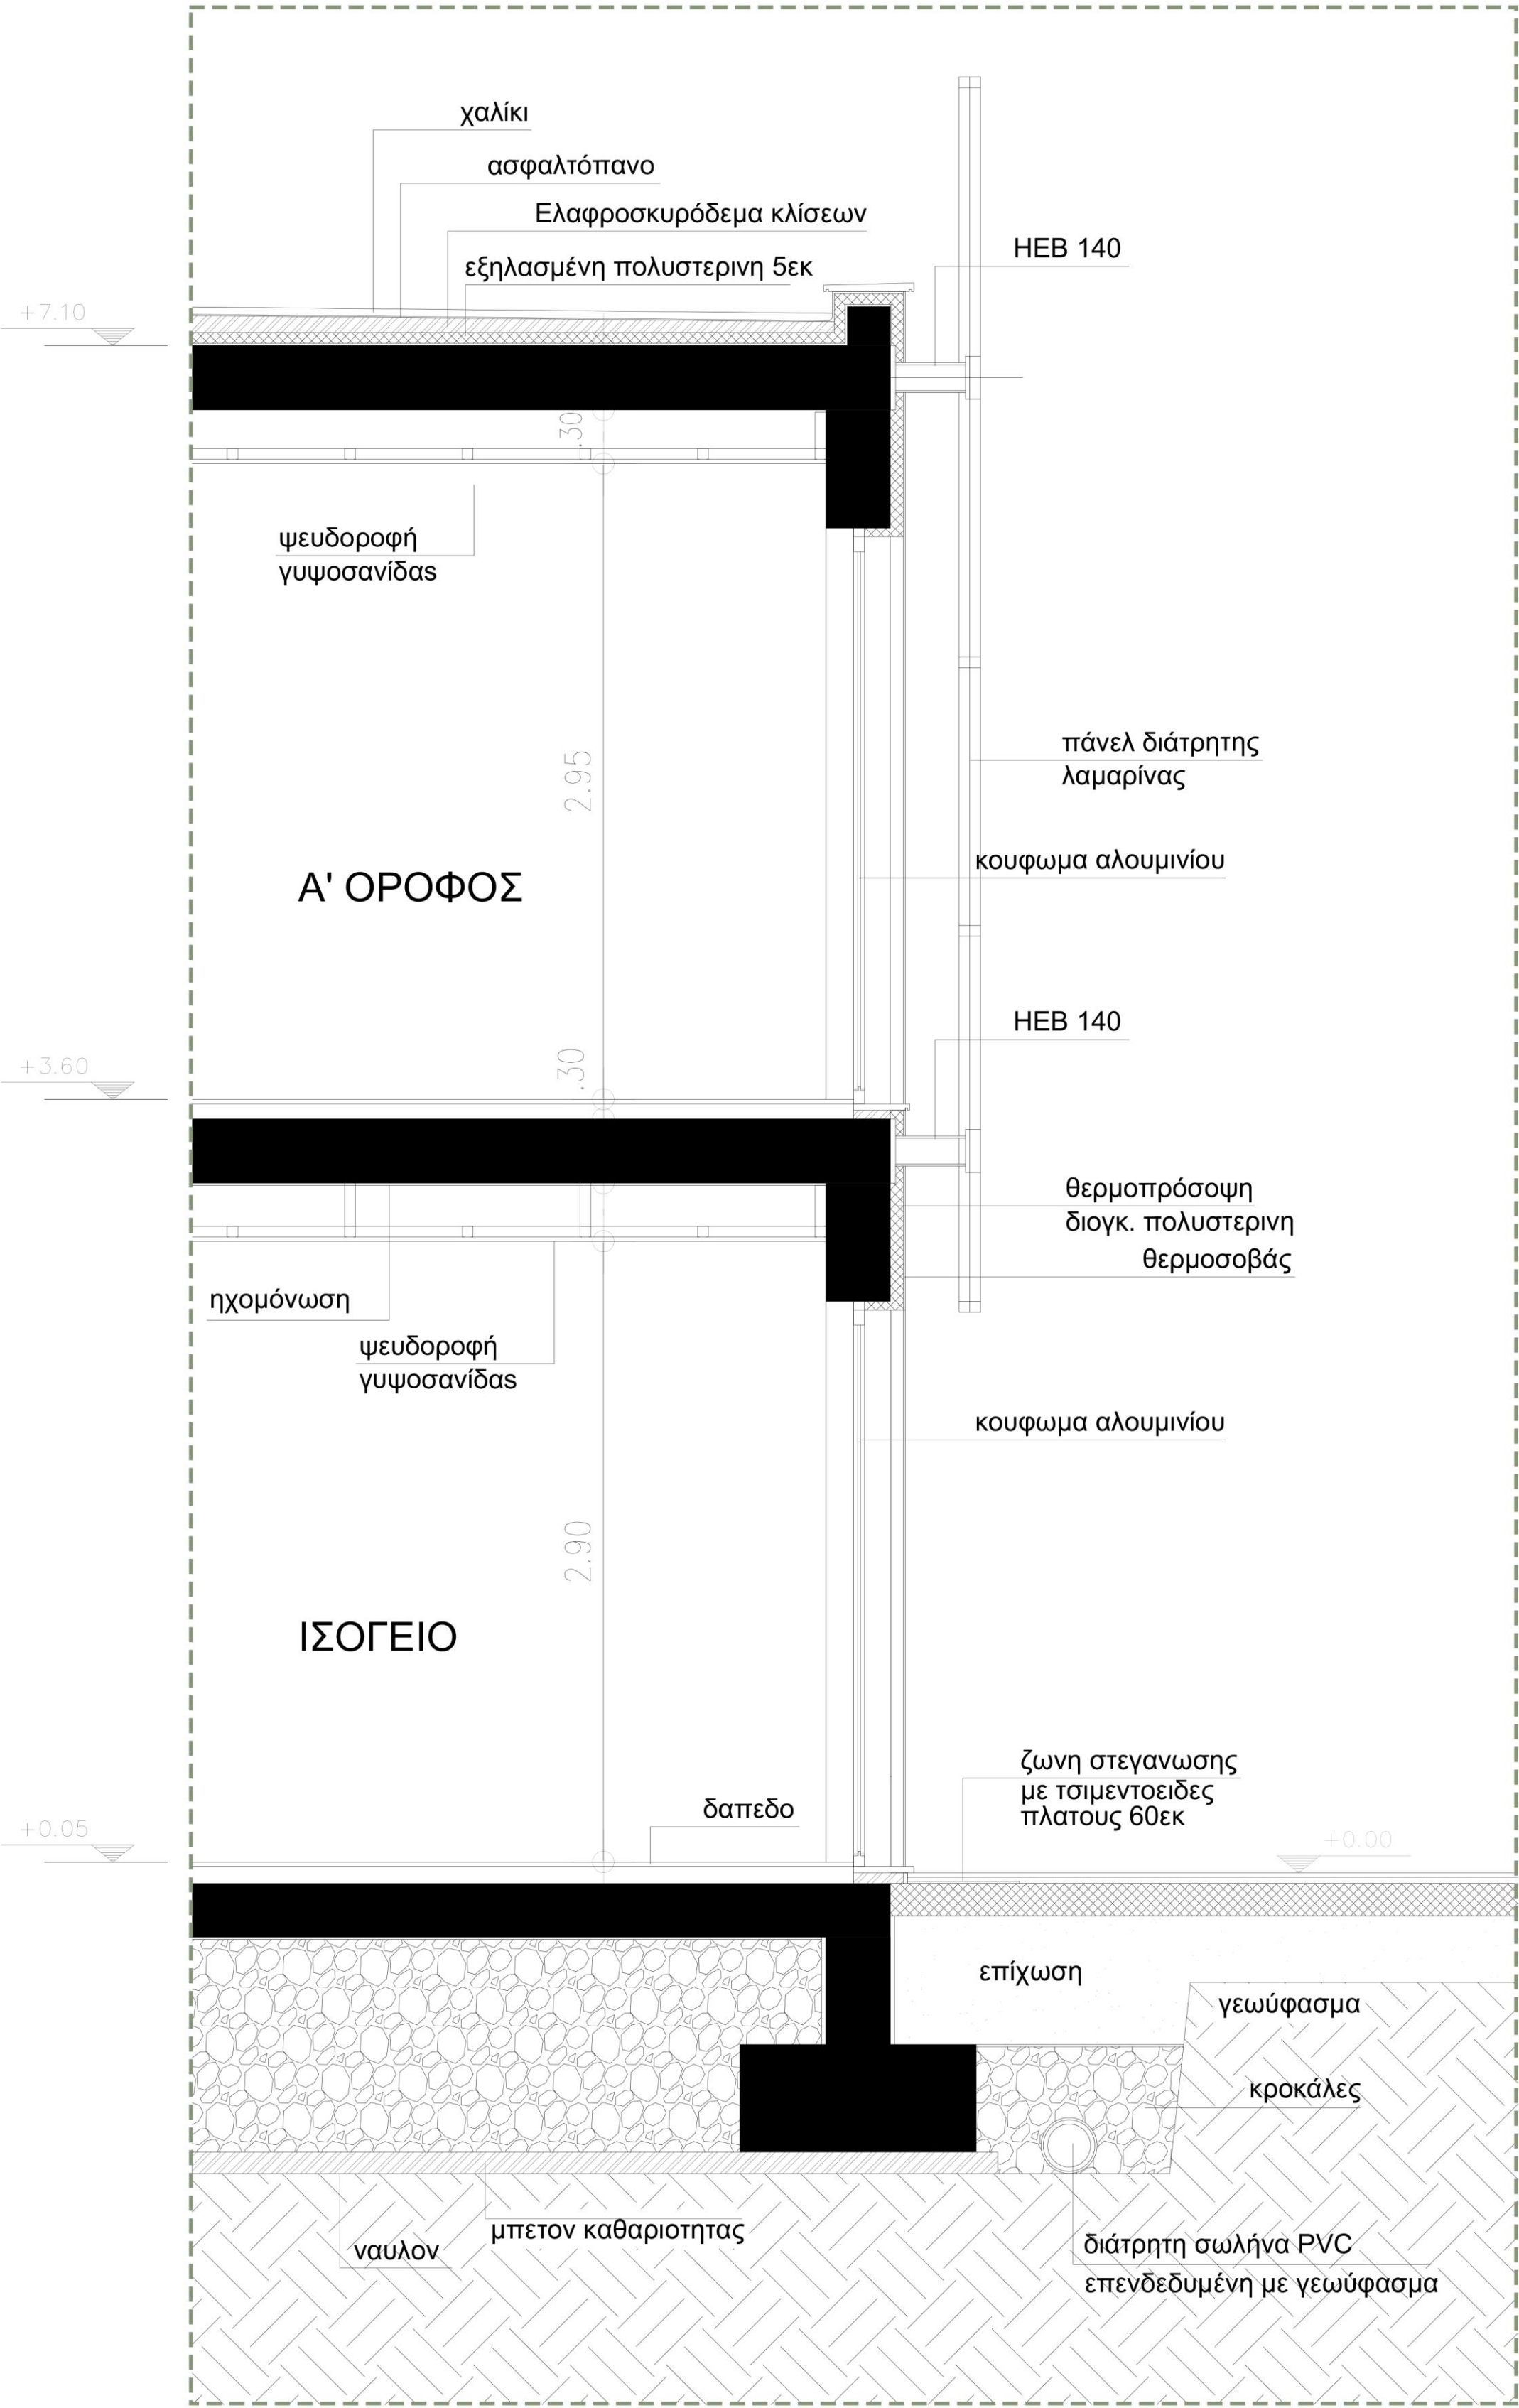 χαλίκι
ασφαλτόπανο
Ελαφροσκυρόδεμα κλίσεων
εξηλασμένη πολυστερινη 5εκ
HEB 140
+7.10
.30
ψευδοροφή
γυψοσανίδας
2.95
πάνελ διάτρητης
λαμαρίνας
κουφωμα αλουμινίου
Α' ΟΡΟΦΟΣ
HEB 140
.30
+3.60
θερμοπρόσοψη
διογκ. πολυστερινη
θερμοσοβάς
ηχομόνωση
ψευδοροφή
γυψοσανίδας
κουφωμα αλουμινίου
2.90
ΙΣΟΓΕΙΟ
ζωνη στεγανωσης
με τσιμεντοειδες
πλατους 60εκ
δαπεδο
+0.05
+0.00
επίχωση
γεωύφασμα
κροκάλες
μπετον καθαριοτητας
ναυλον
διάτρητη σωλήνα PVC
επενδεδυμένη με γεωύφασμα